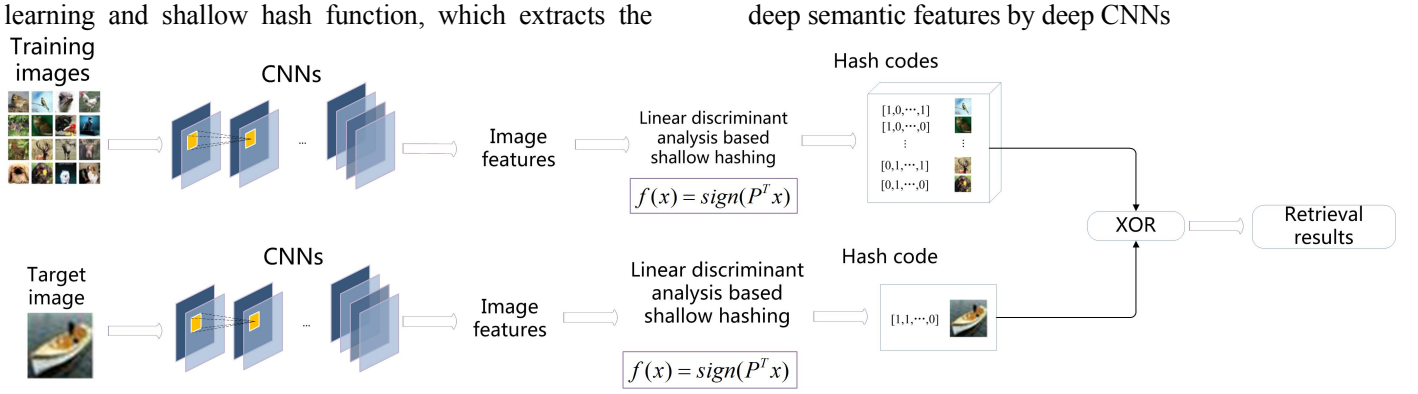 learning and shallow hash function, which extracts the
deep semantic features by deep CNNs
Training
images
CNNs
...
Image
features
Linear discriminant
analysis based
shallow hashing
f(x) = sign(P^T x)
Hash codes
[1,0,⋯,1]
[1,0,⋯,0]
⋮ ⋮
[0,1,⋯,1]
[0,1,⋯,0]
XOR
Retrieval
results
Target
image
CNNs
...
Image
features
Linear discriminant
analysis based
shallow hashing
f(x) = sign(P^T x)
Hash code
[1,1,⋯,0]